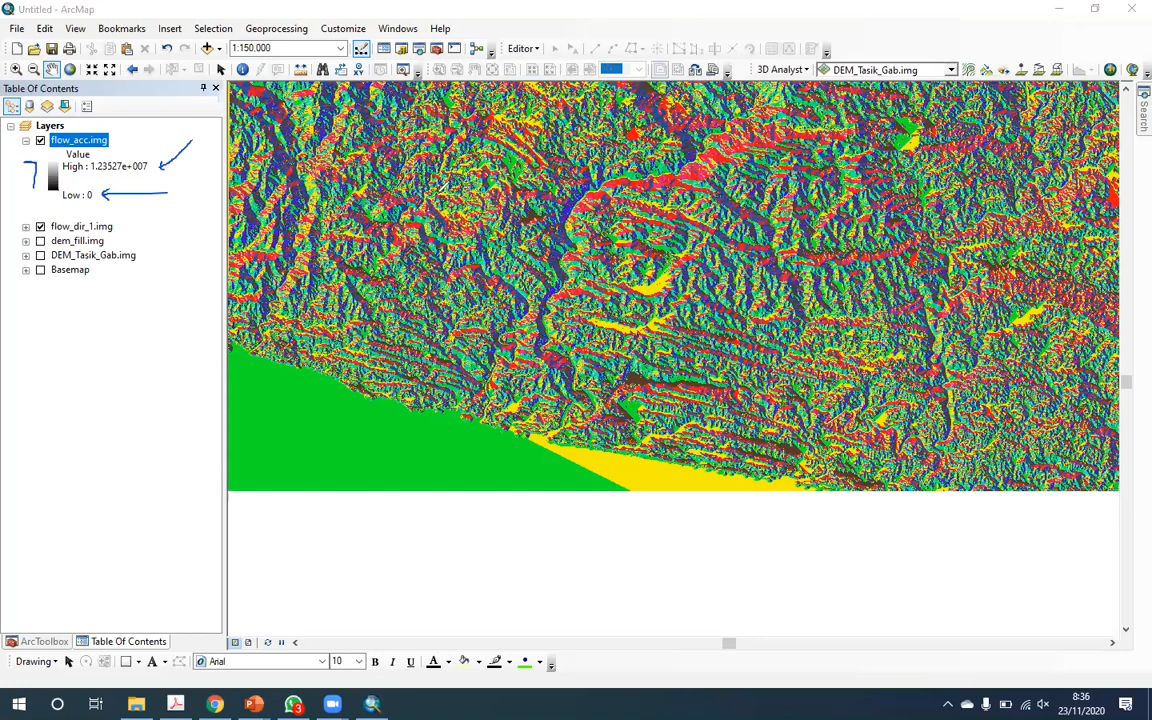 Untitled - ArcMap
File Edit View Bookmarks Insert Selection Geoprocessing Customize Windows Help
1:150,000 Editor
3D Analyst DEM_Tasik_Gab.img
Table Of Contents
Search
Layers
flow_acc.img
Value
High : 1.23527e+007
Low : 0
flow_dir_1.img
dem_fill.img
DEM_Tasik_Gab.img
Basemap
ArcToolbox Table Of Contents
Drawing A Arial 10 B I U A
3
8:36
23/11/2020